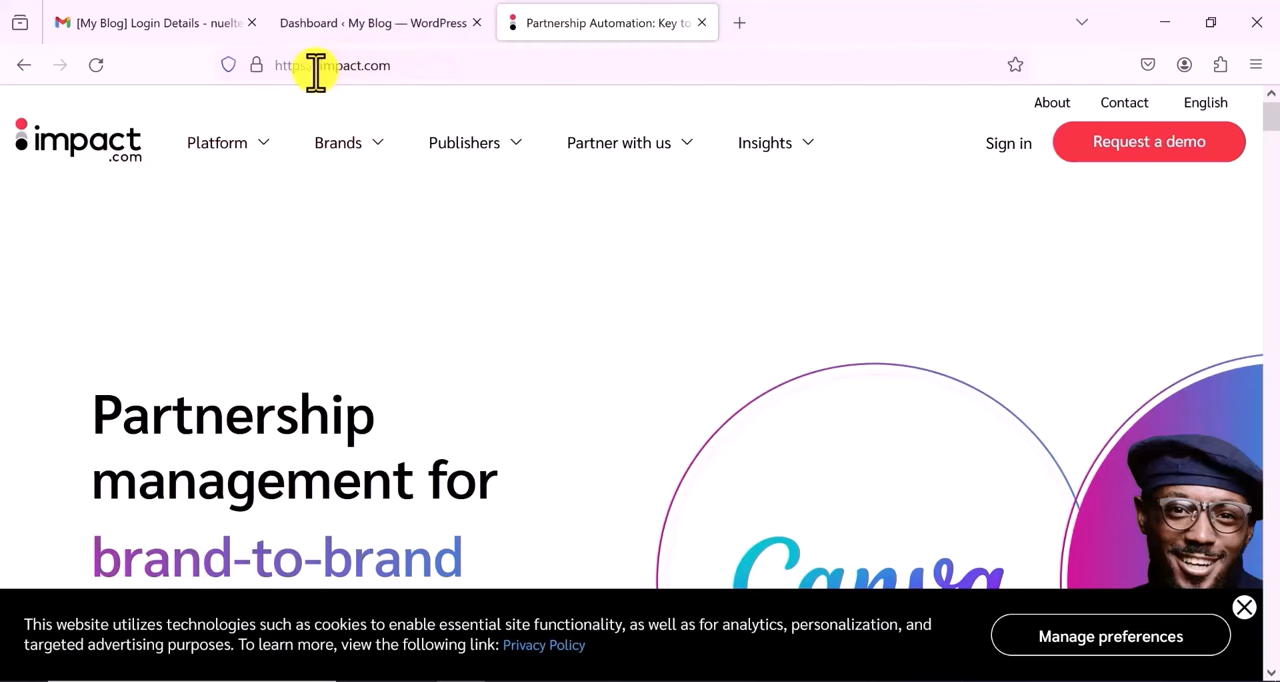 [My Blog] Login Details - nuelte
Dashboard ‹ My Blog — WordPress
Partnership Automation: Key to
impact.com
About
Contact
English
impact
.com
Platform
Brands
Publishers
Partner with us
Insights
Sign in
Request a demo
Partnership
management for
brand-to-brand
Canva
This website utilizes technologies such as cookies to enable essential site functionality, as well as for analytics, personalization, and
targeted advertising purposes. To learn more, view the following link: Privacy Policy
Manage preferences